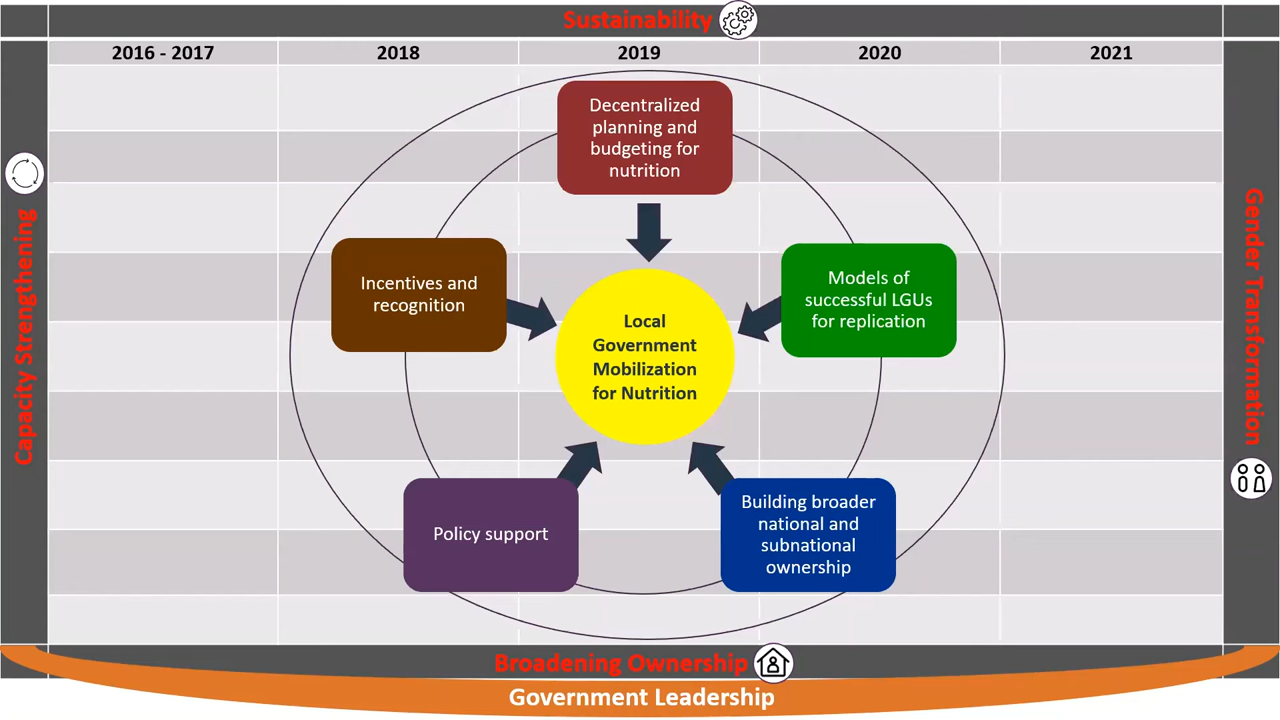 Sustainability
2016 - 2017
2018
2019
2020
2021
Decentralized
planning and
budgeting for
nutrition
Incentives and
recognition
Models of
successful LGUs
for replication
Local
Government
Mobilization
for Nutrition
Policy support
Building broader
national and
subnational
ownership
Capacity Strengthening
Gender Transformation
Broadening Ownership
Government Leadership